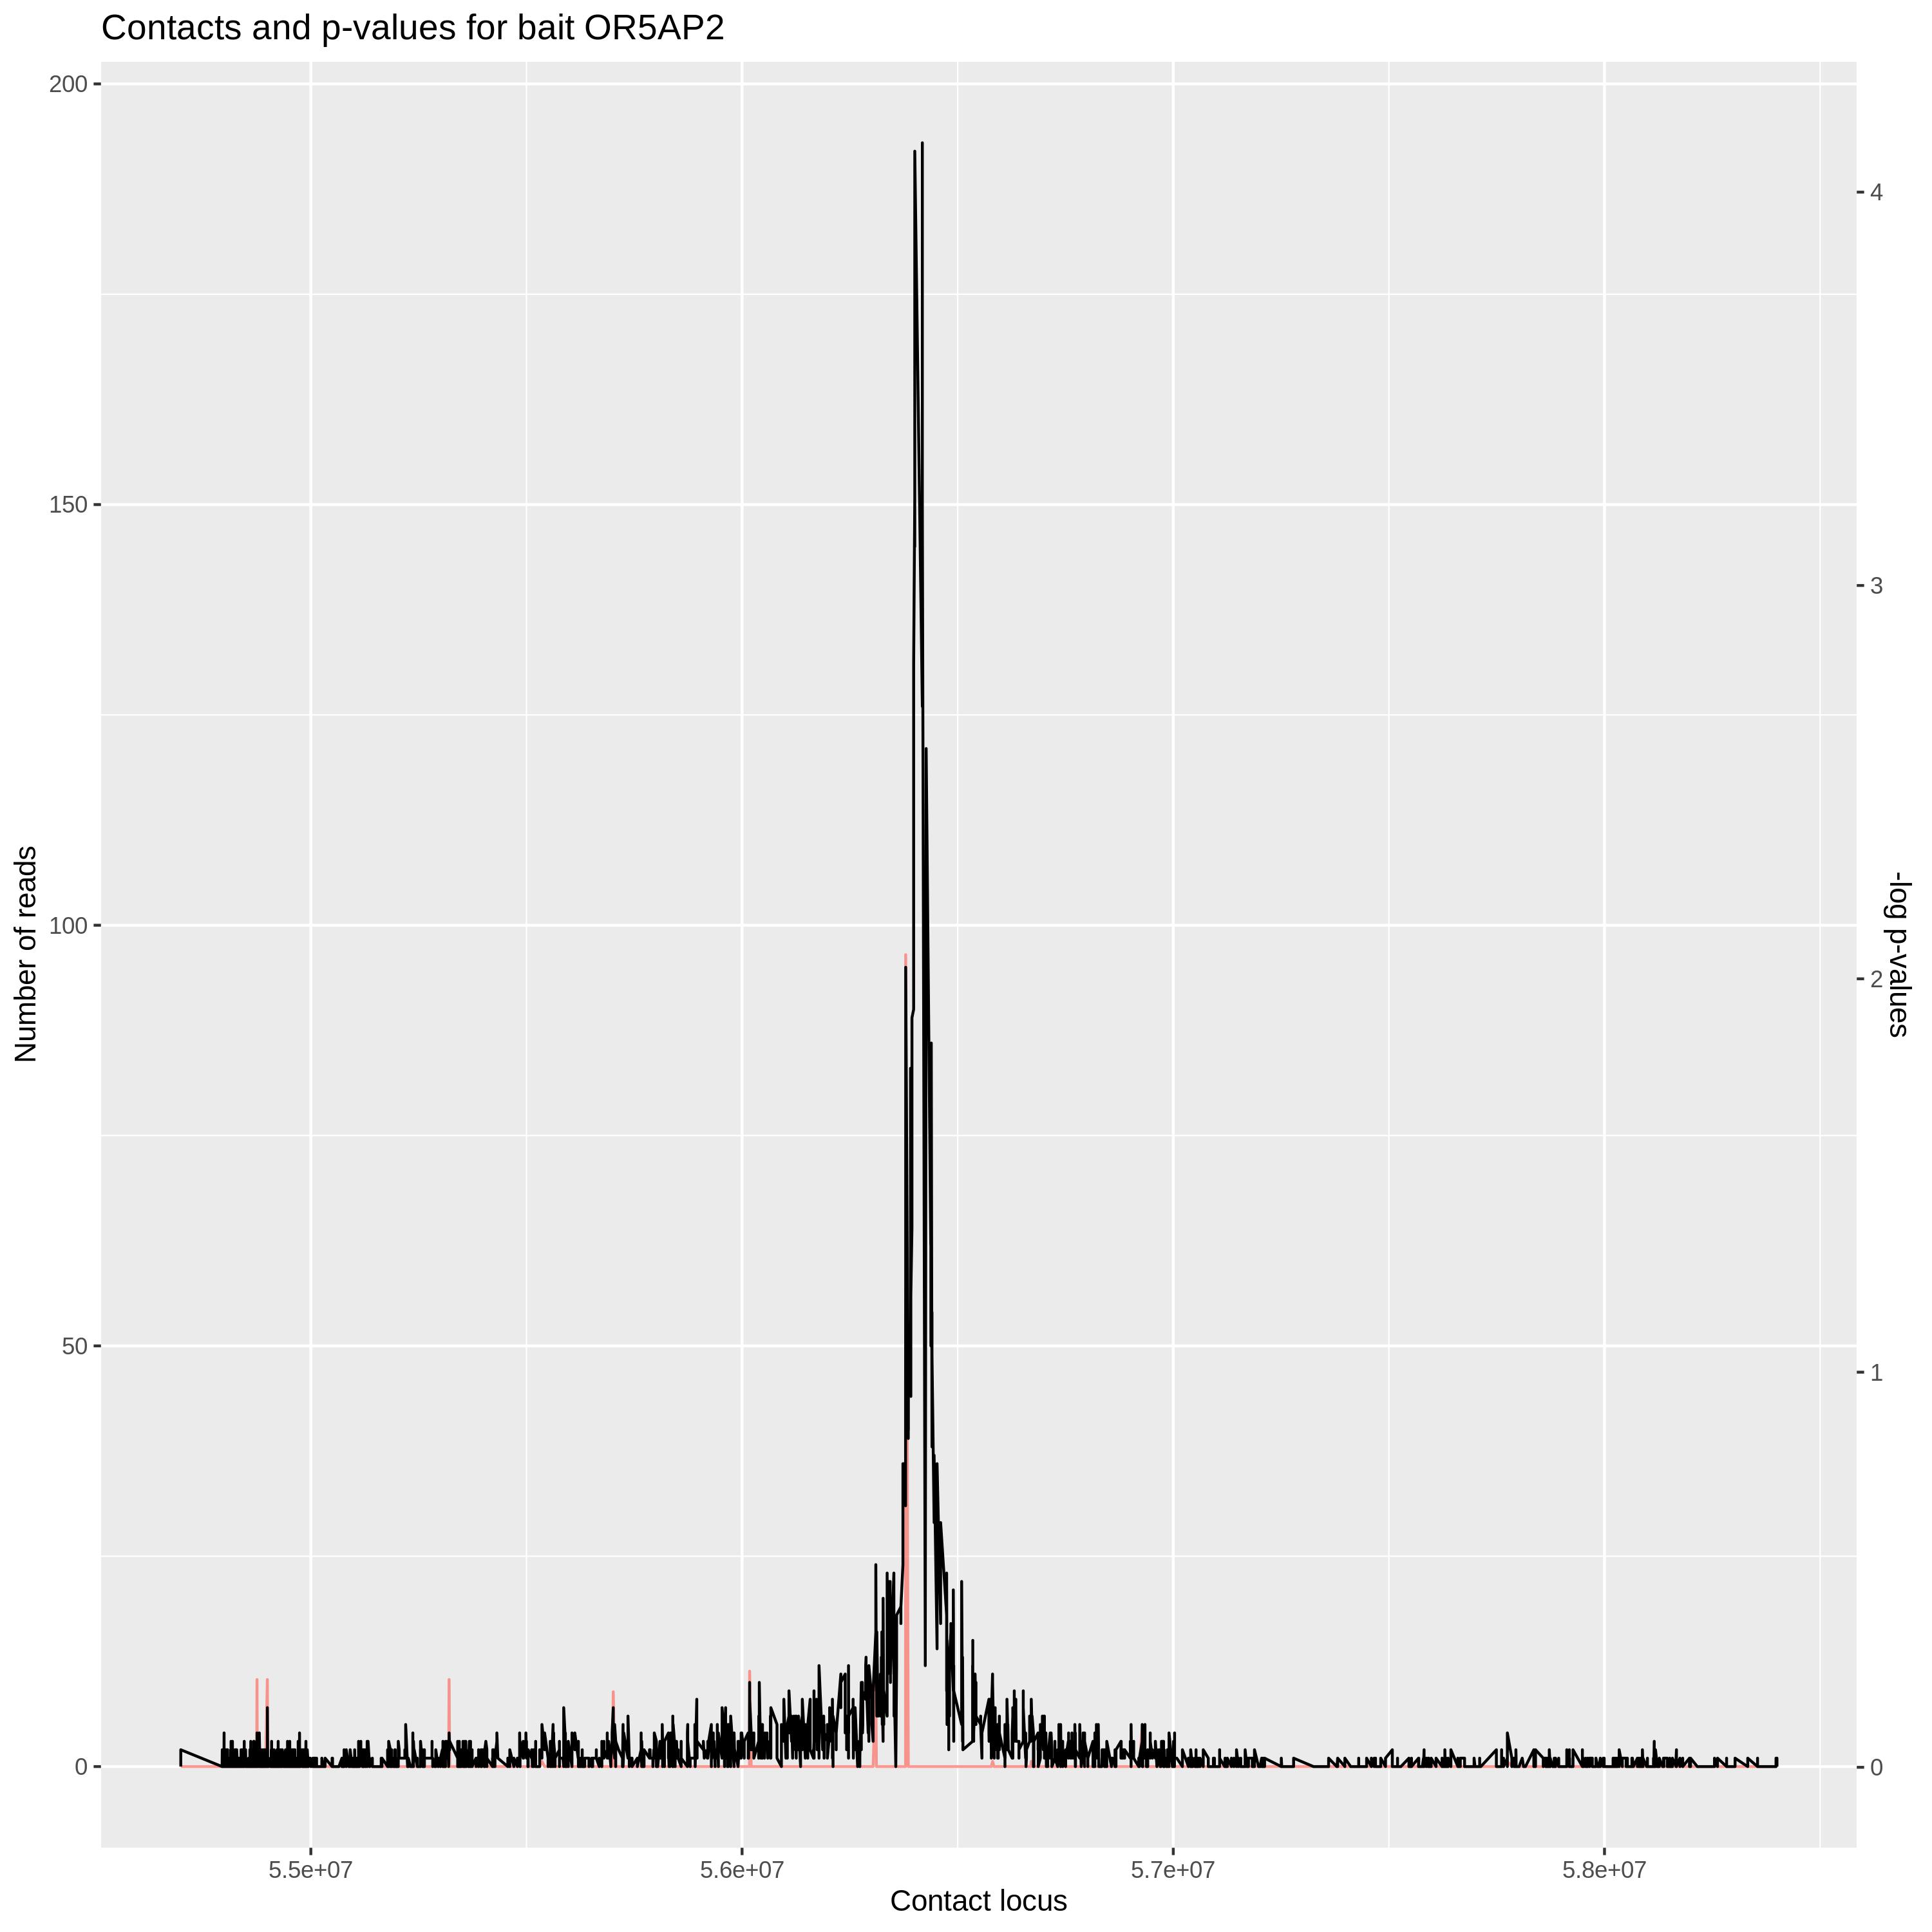 Contacts and p-values for bait OR5AP2
200
150
100
50
0
Number of reads
4
3
2
1
0
-log p-values
5.5e+07 5.6e+07 5.7e+07 5.8e+07
Contact locus